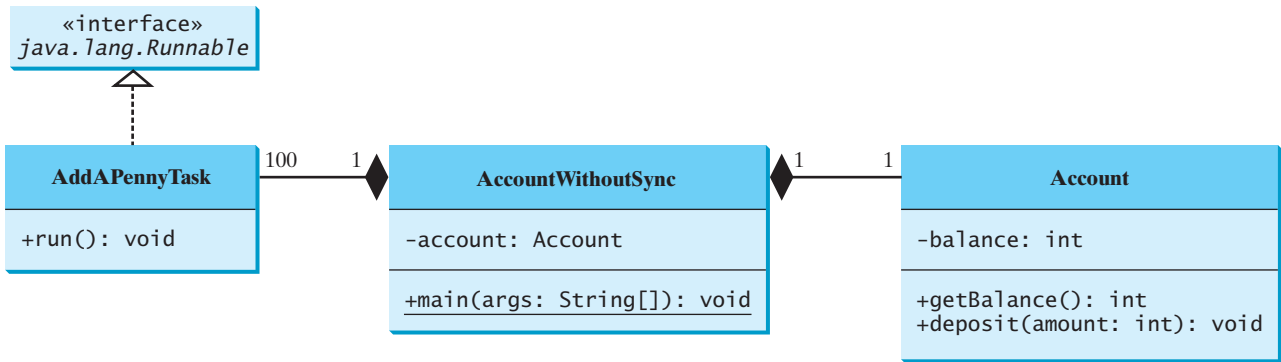 «interface»
java.lang.Runnable
AddAPennyTask
+run(): void
100
1
AccountWithoutSync
-account: Account
+main(args: String[]): void
1
1
Account
-balance: int
+getBalance(): int
+deposit(amount: int): void